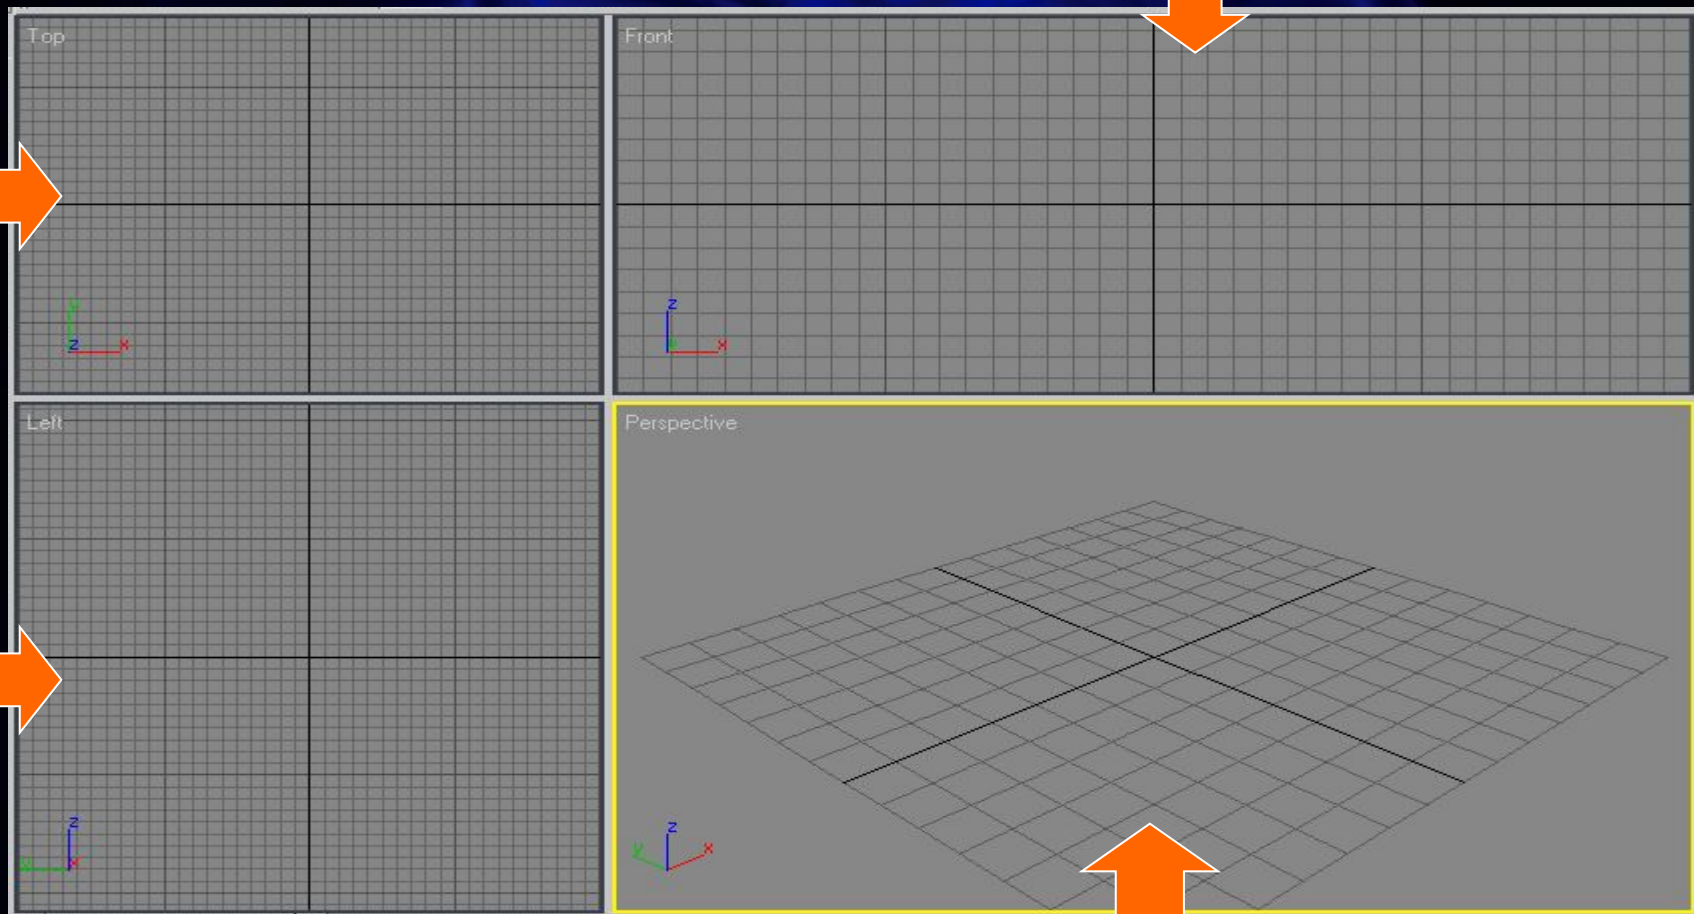 Top
Front
y
z x
z
y x
Left
Perspective
z
y x
z
y x